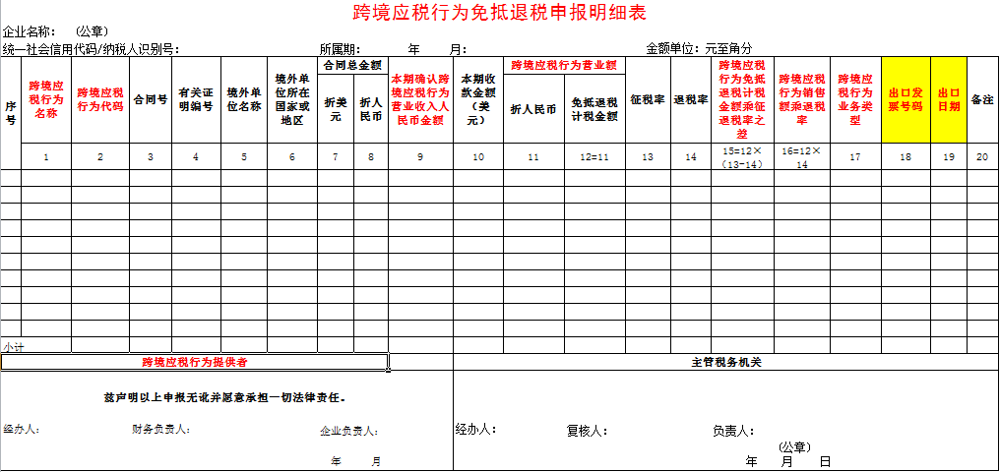 跨境应税行为免抵退税申报明细表
企业名称： （公章）
统一社会信用代码/纳税人识别号： 所属期： 年 月： 金额单位：元至角分
序号 跨境应税行为名称 跨境应税行为代码 合同号 有关证明编号 境外单位名称 境外单位所在国家或地区 合同总金额 折美元 折人民币 本期确认跨境应税行为营业收入人民币金额 本期收款金额（美元） 跨境应税行为营业额 折人民币 免抵退税计税金额 征税率 退税率 跨境应税行为免抵退税计税金额乘征退税率之差 跨境应税行为销售额乘退税率 跨境应税行为业务类型 出口发票号码 出口日期 备注
1 2 3 4 5 6 7 8 9 10 11 12=11 13 14 15=12×（13-14） 16=12×14 17 18 19 20
小计
跨境应税行为提供者 主管税务机关
兹声明以上申报无讹并愿意承担一切法律责任。
经办人： 财务负责人： 企业负责人： 经办人： 复核人： 负责人：
（公章）
年 月 年 月 日